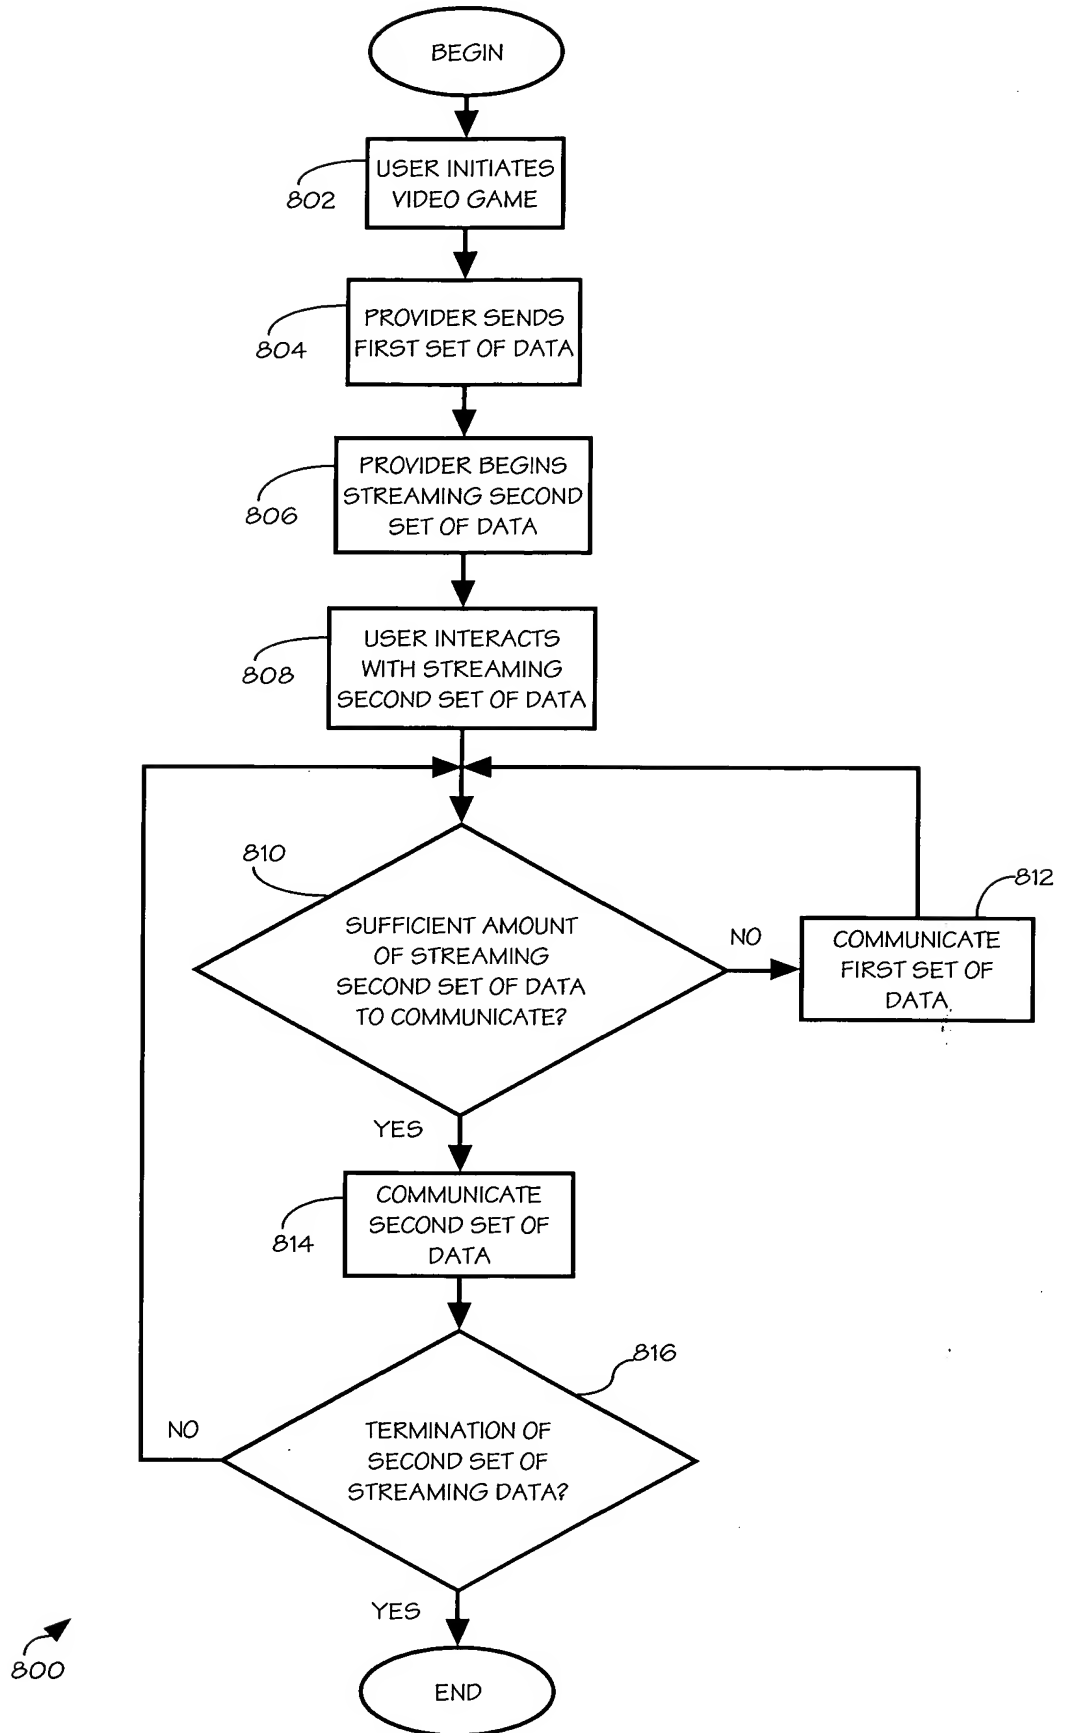 BEGIN
USER INITIATES
VIDEO GAME
802
PROVIDER SENDS
FIRST SET OF DATA
804
PROVIDER BEGINS
STREAMING SECOND
SET OF DATA
806
USER INTERACTS
WITH STREAMING
SECOND SET OF DATA
808
810
SUFFICIENT AMOUNT
OF STREAMING
SECOND SET OF DATA
TO COMMUNICATE?
NO
812
COMMUNICATE
FIRST SET OF
DATA
YES
COMMUNICATE
SECOND SET OF
DATA
814
816
TERMINATION OF
SECOND SET OF
STREAMING DATA?
NO
YES
800
END